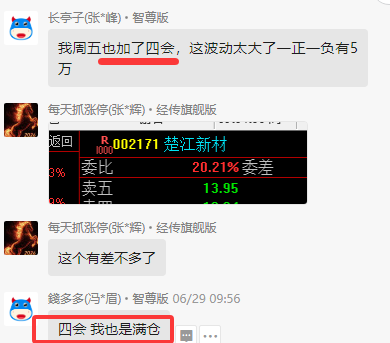 长亭子(张*峰)·智尊版
我周五也加了四会，这波动太大了一正一负有5
万
每天抓涨停(张*辉)·经传旗舰版
返回
R
1000
002171 楚江新材
委比
20.21% 委差
3%
卖五
13.95
3%
每天抓涨停(张*辉)·经传旗舰版
这个有差不多了
錢多多(冯*眉)·智尊版 06/29 09:56
四会 我也是满仓